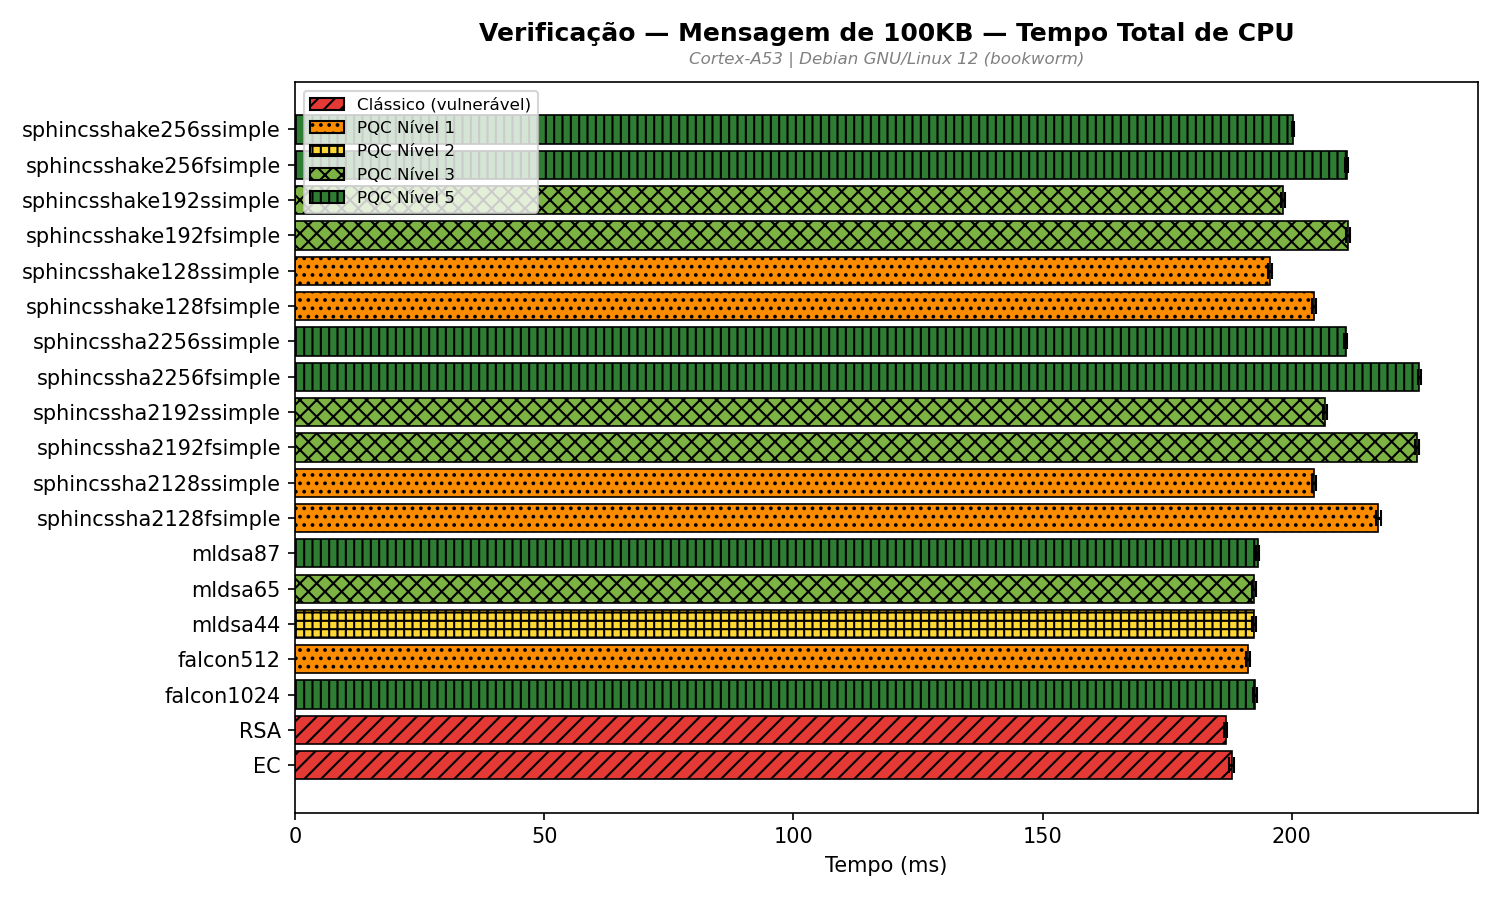 Verificação — Mensagem de 100KB — Tempo Total de CPU
Cortex-A53 | Debian GNU/Linux 12 (bookworm)
Clássico (vulnerável)
PQC Nível 1
PQC Nível 2
PQC Nível 3
PQC Nível 5
sphincsshake256ssimple
sphincsshake256fsimple
sphincsshake192ssimple
sphincsshake192fsimple
sphincsshake128ssimple
sphincsshake128fsimple
sphincssha2256ssimple
sphincssha2256fsimple
sphincssha2192ssimple
sphincssha2192fsimple
sphincssha2128ssimple
sphincssha2128fsimple
mldsa87
mldsa65
mldsa44
falcon512
falcon1024
RSA
EC
0 50 100 150 200
Tempo (ms)